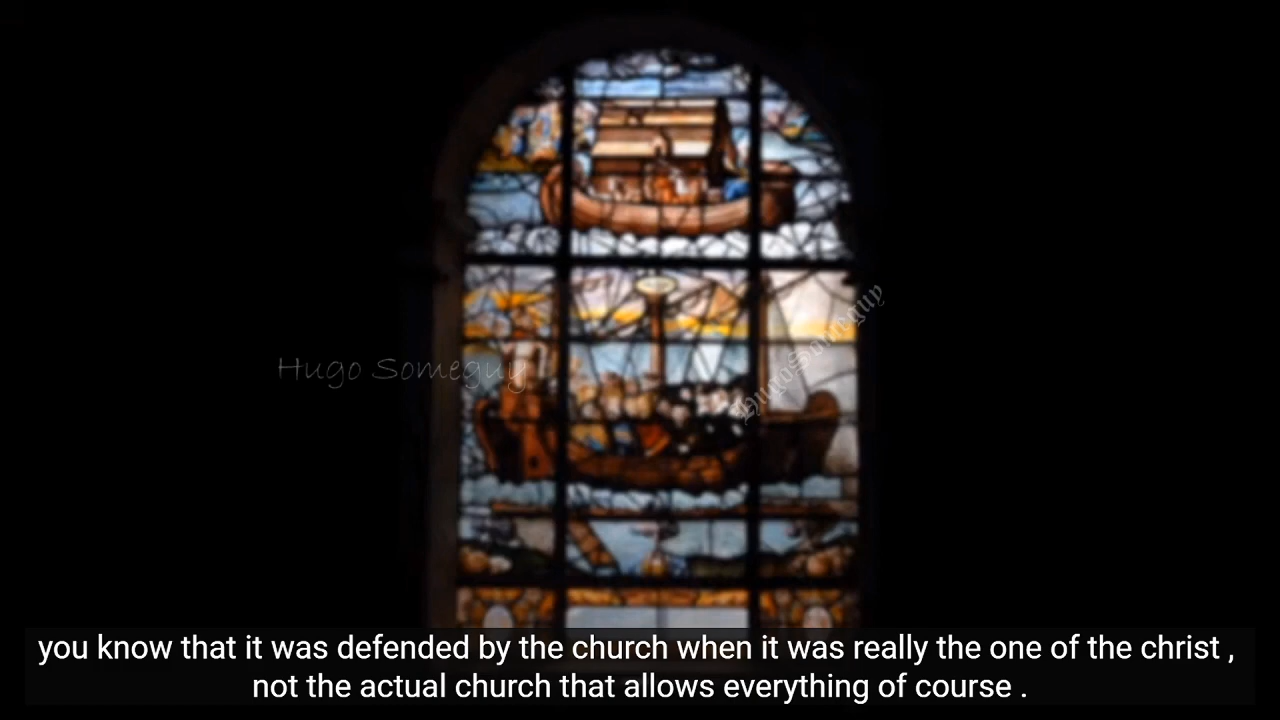 Hugo Someguy
HugoSomeguy
you know that it was defended by the church when it was really the one of the christ ,
not the actual church that allows everything of course .